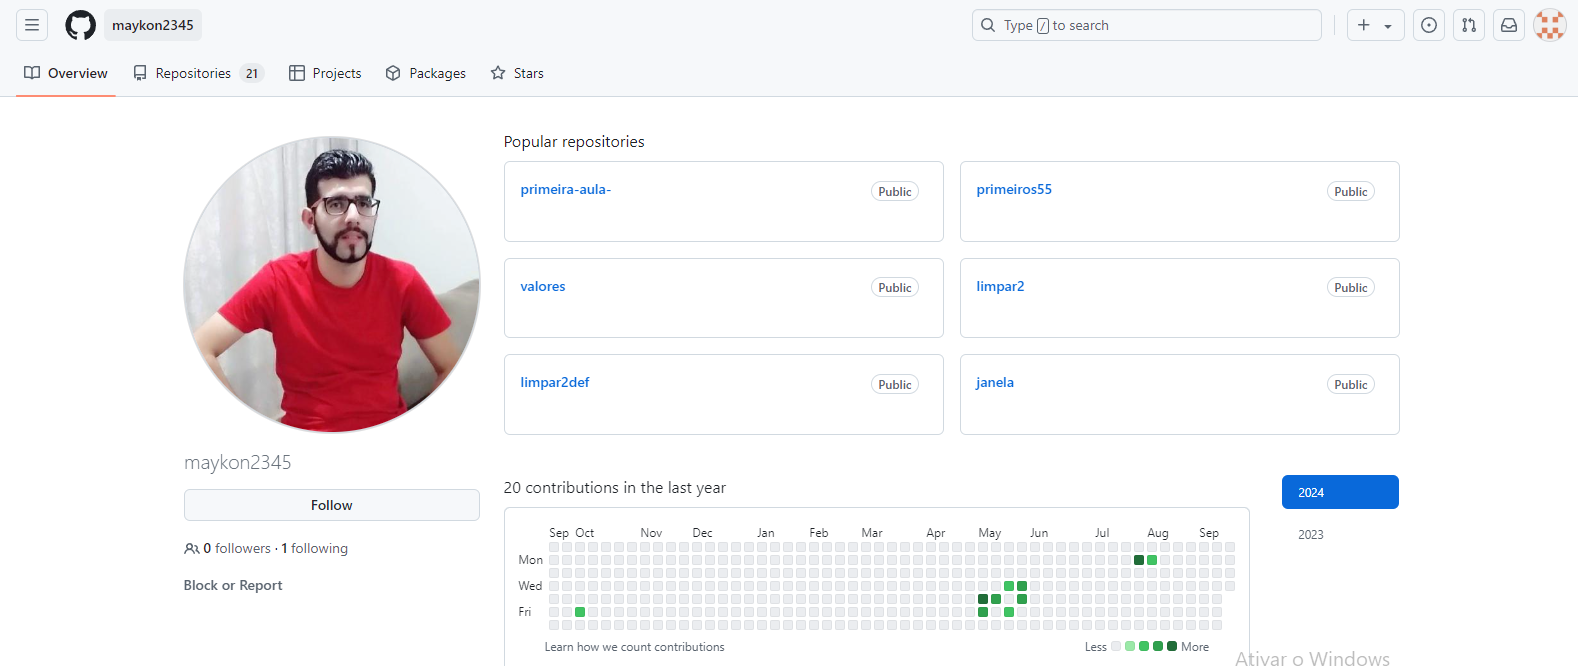 maykon2345
Type / to search
Overview
Repositories 21
Projects
Packages
Stars
maykon2345
Follow
0 followers · 1 following
Block or Report
Popular repositories
primeira-aula-
Public
primeiros55
Public
valores
Public
limpar2
Public
limpar2def
Public
janela
Public
20 contributions in the last year
2024
2023
Sep Oct Nov Dec Jan Feb Mar Apr May Jun Jul Aug Sep
Mon
Wed
Fri
Learn how we count contributions
Less
More
Ativar o Windows